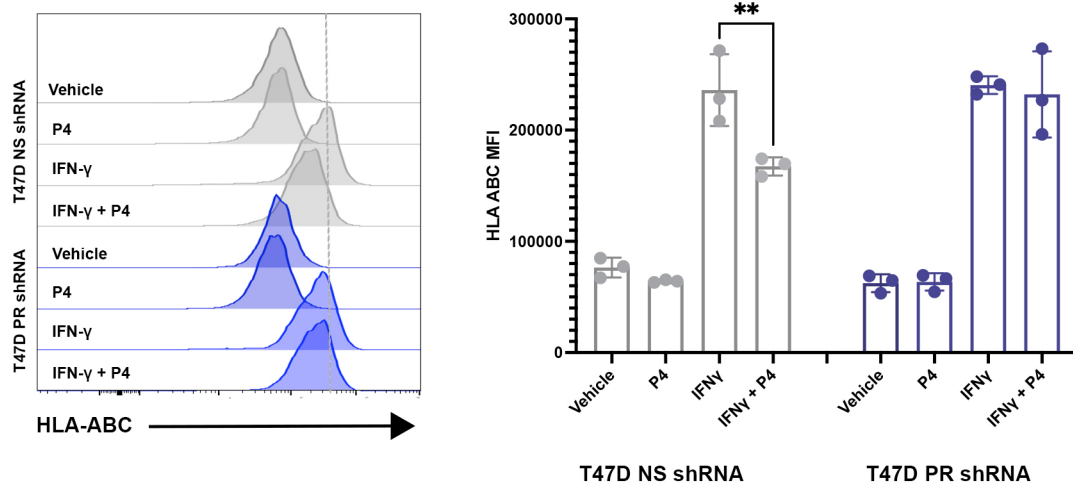 T47D NS shRNA
Vehicle
P4
IFN-γ
IFN-γ + P4
T47D PR shRNA
Vehicle
P4
IFN-γ
IFN-γ + P4
HLA-ABC
HLA ABC MFI
300000
200000
100000
0
**
Vehicle
P4
IFNγ
IFNγ + P4
Vehicle
P4
IFNγ
IFNγ + P4
T47D NS shRNA
T47D PR shRNA